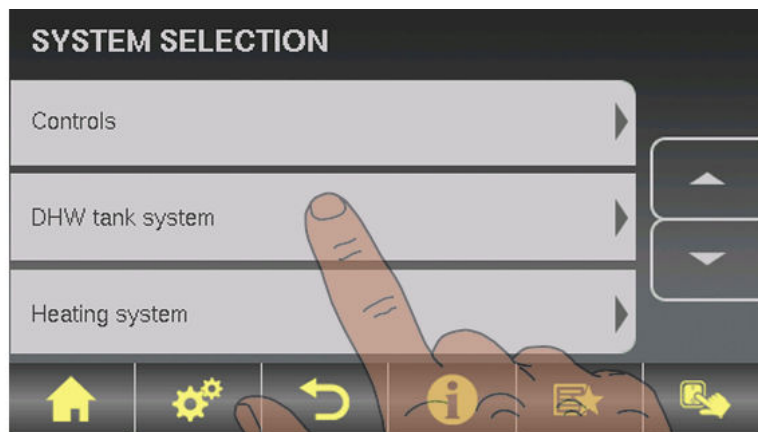 SYSTEM SELECTION
Controls
DHW tank system
Heating system